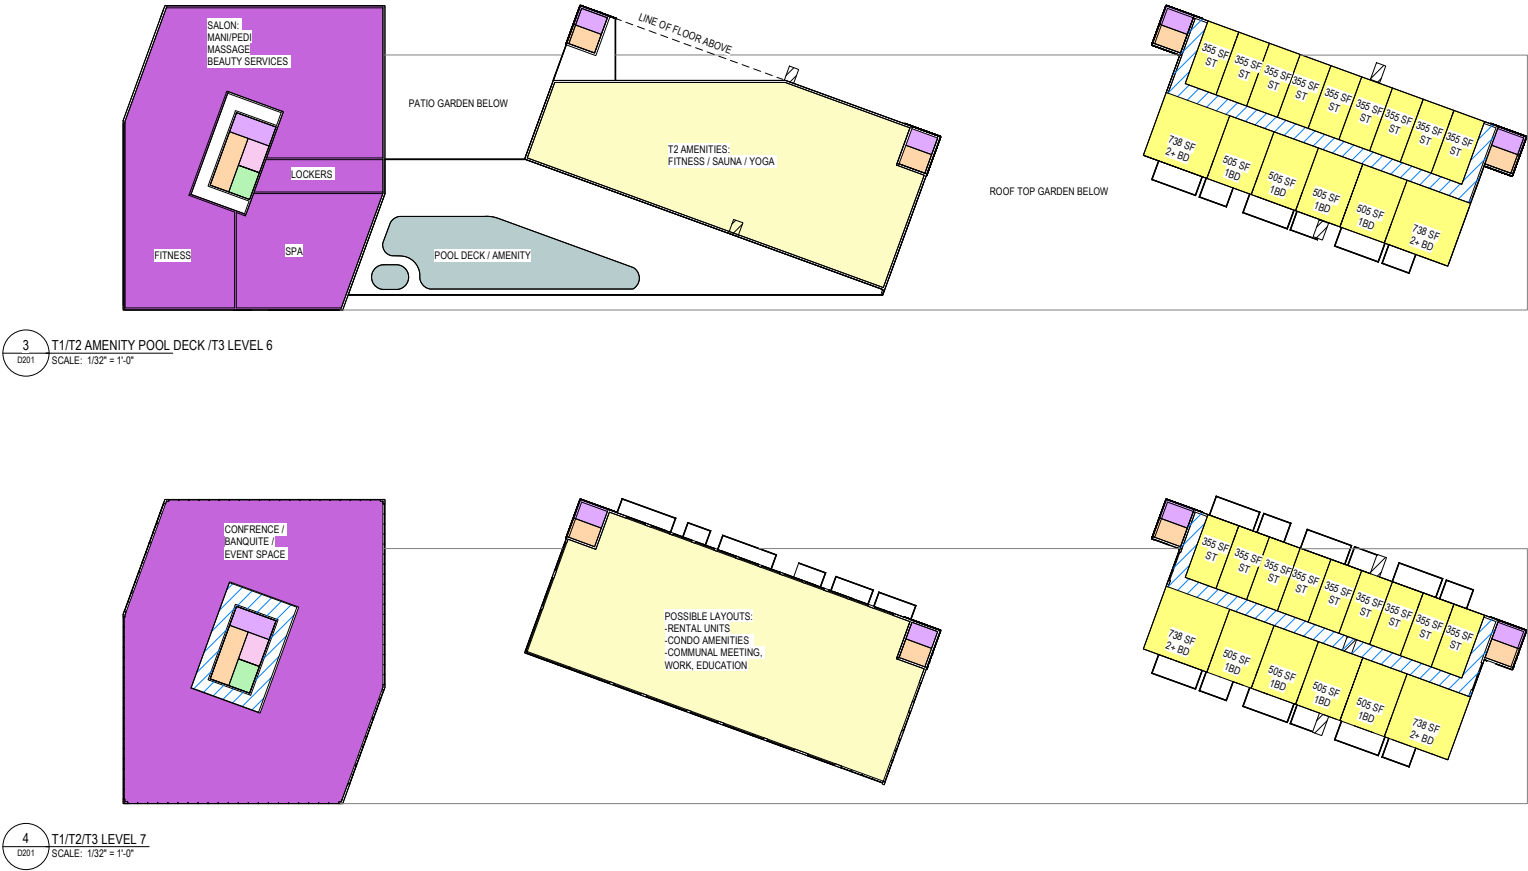 SALON:
MANI/PEDI
MASSAGE
BEAUTY SERVICES
LOCKERS
FITNESS
SPA
PATIO GARDEN BELOW
LINE OF FLOOR ABOVE
T2 AMENITIES:
FITNESS / SAUNA / YOGA
POOL DECK / AMENITY
ROOF TOP GARDEN BELOW
355 SF
ST
355 SF
ST
355 SF
ST
355 SF
ST
355 SF
ST
355 SF
ST
355 SF
ST
355 SF
ST
355 SF
ST
738 SF
2+ BD
505 SF
1BD
505 SF
1BD
505 SF
1BD
505 SF
1BD
738 SF
2+ BD
3
D201
T1/T2 AMENITY POOL DECK /T3 LEVEL 6
SCALE: 1/32" = 1'-0"
CONFRENCE /
BANQUITE /
EVENT SPACE
POSSIBLE LAYOUTS:
-RENTAL UNITS
-CONDO AMENITIES
-COMMUNAL MEETING,
WORK, EDUCATION
355 SF
ST
355 SF
ST
355 SF
ST
355 SF
ST
355 SF
ST
355 SF
ST
355 SF
ST
355 SF
ST
355 SF
ST
738 SF
2+ BD
505 SF
1BD
505 SF
1BD
505 SF
1BD
505 SF
1BD
738 SF
2+ BD
4
D201
T1/T2/T3 LEVEL 7
SCALE: 1/32" = 1'-0"